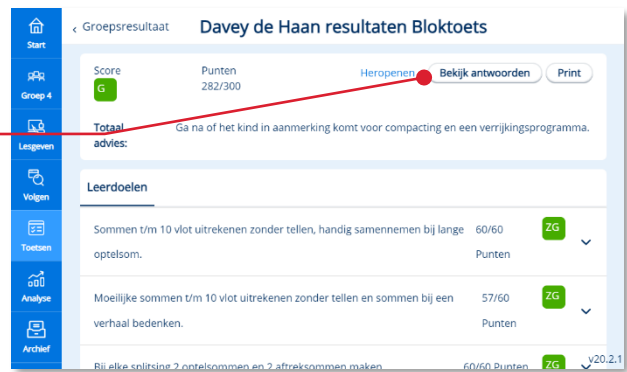 Start
Groep 4
Lesgeven
Volgen
Toetsen
Analyse
Archief
‹ Groepsresultaat Davey de Haan resultaten Bloktoets
Score Punten Heropenen Bekijk antwoorden Print
G 282/300
Totaal Ga na of het kind in aanmerking komt voor compacting en een verrijkingsprogramma.
advies:
Leerdoelen
Sommen t/m 10 vlot uitrekenen zonder tellen, handig samennemen bij lange 60/60 ZG
optelsom. Punten
Moeilijke sommen t/m 10 vlot uitrekenen zonder tellen en sommen bij een 57/60 ZG
verhaal bedenken. Punten
Bij elke splitsing 2 optelsommen en 2 aftreksommen maken. 60/60 Punten ZG
v20.2.1